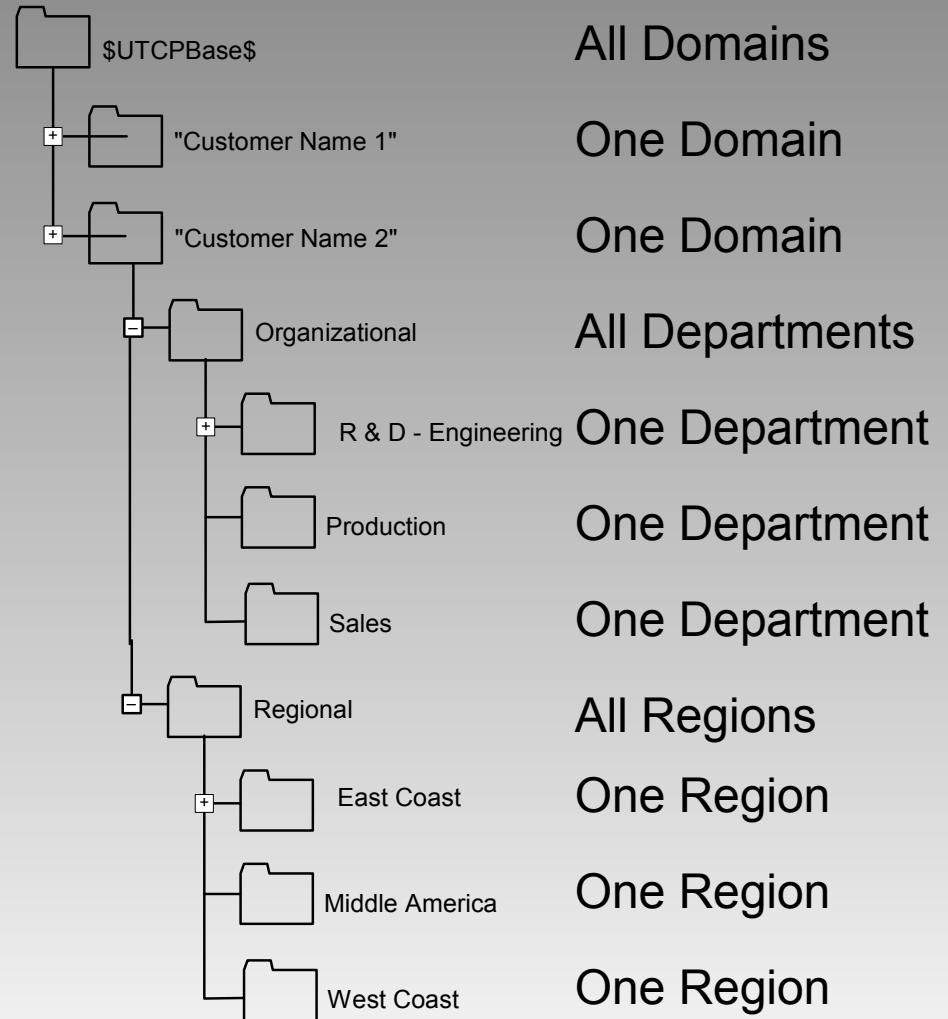 $UTCPBase$ All Domains
"Customer Name 1" One Domain
"Customer Name 2" One Domain
Organizational All Departments
R & D - Engineering One Department
Production One Department
Sales One Department
Regional All Regions
East Coast One Region
Middle America One Region
West Coast One Region